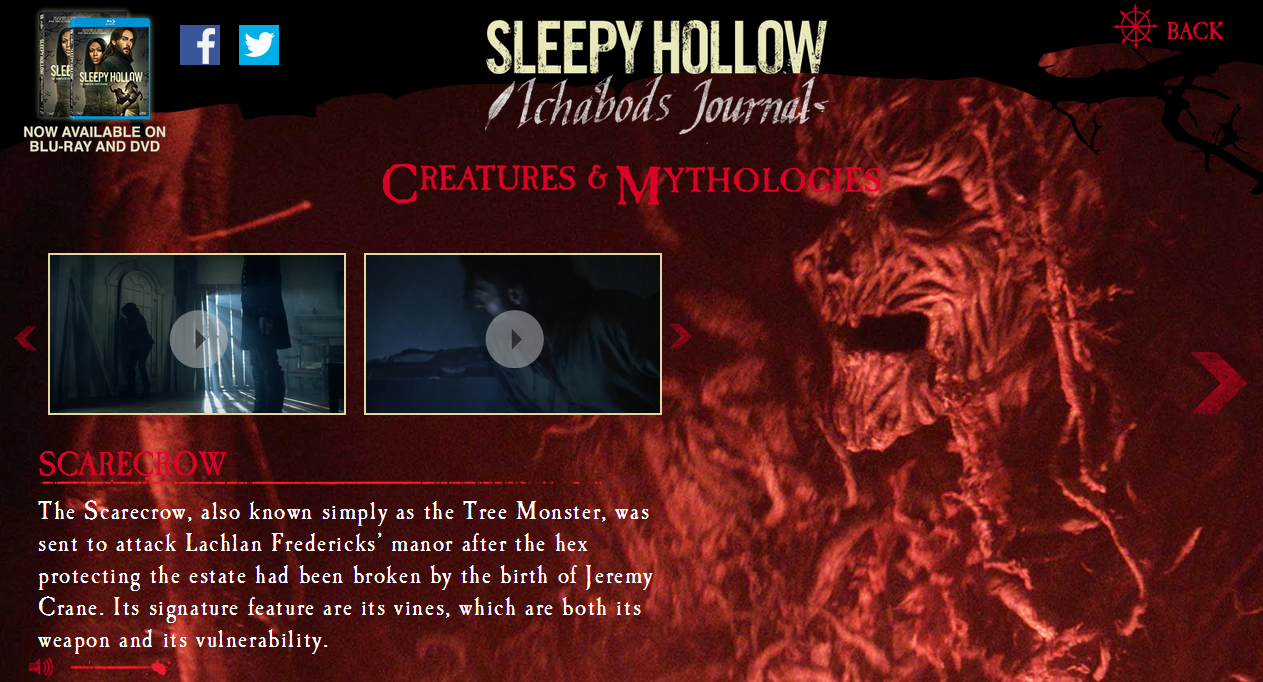 SLEEPY HOLLOW
Ichabods Journal
BACK
SLEEPY HOLLOW
NOW AVAILABLE ON
BLU-RAY AND DVD
CREATURES & MYTHOLOGIES
SCARECROW
The Scarecrow, also known simply as the Tree Monster, was
sent to attack Lachlan Fredericks’ manor after the hex
protecting the estate had been broken by the birth of Jeremy
Crane. Its signature feature are its vines, which are both its
weapon and its vulnerability.